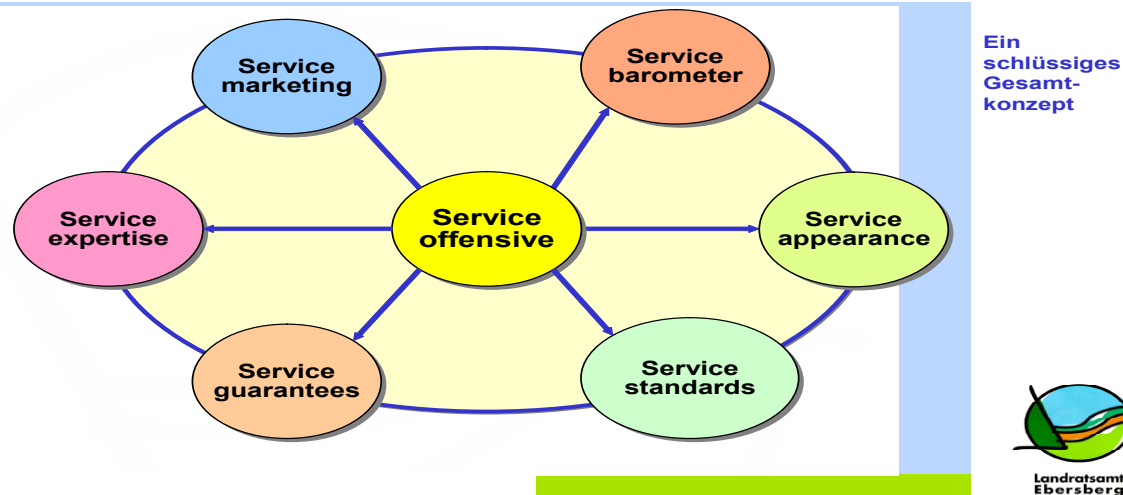 Service
marketing
Service
barometer
Ein
schlüssiges
Gesamt-
konzept
Service
expertise
Service
offensive
Service
appearance
Service
guarantees
Service
standards
Landratsamt
Ebersberg